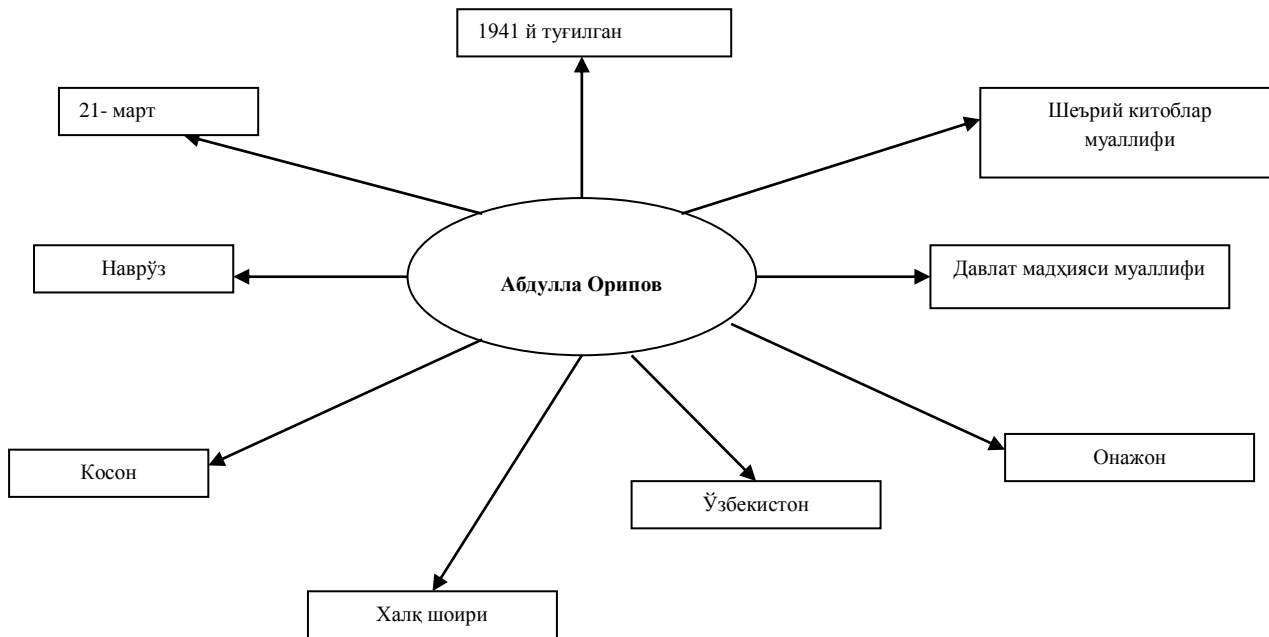 1941 й туғилган
21- март
Шеърий китоблар
муаллифи
Наврўз
Давлат мадҳияси муаллифи
Абдулла Орипов
Косон
Онажон
Ўзбекистон
Халқ шоири